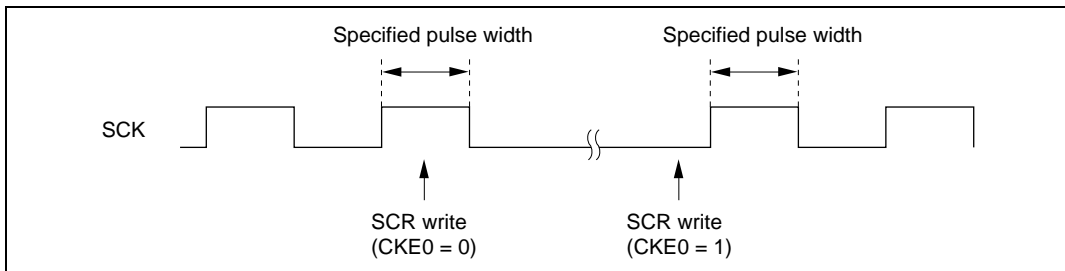 Specified pulse width
Specified pulse width
SCK
SCR write
(CKE0 = 0)
SCR write
(CKE0 = 1)